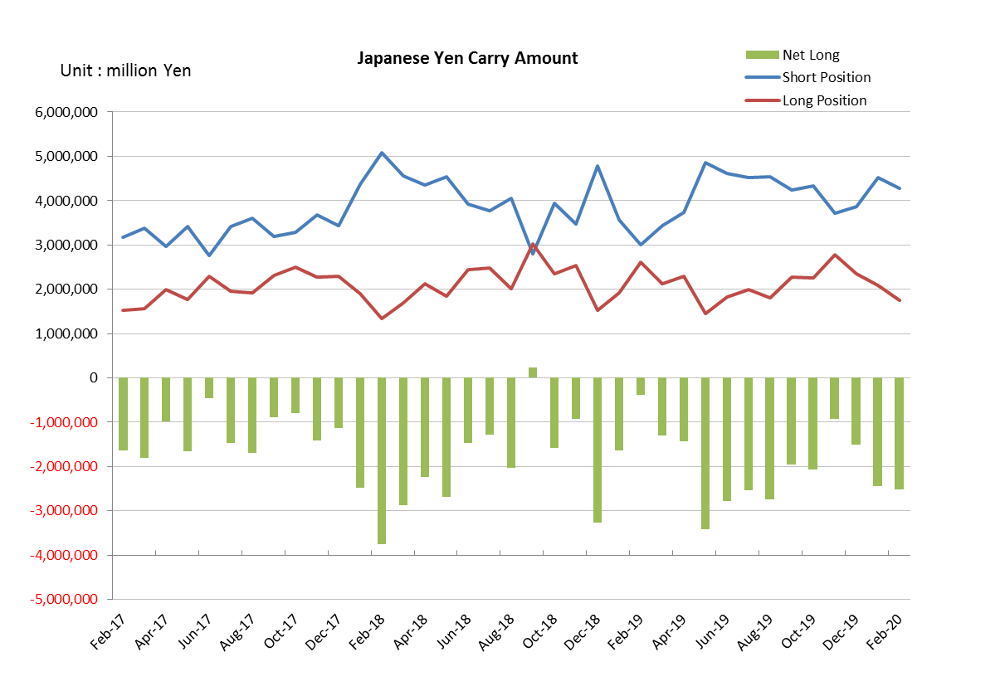 Japanese Yen Carry Amount
Unit : million Yen
Net Long
Short Position
Long Position
6,000,000
5,000,000
4,000,000
3,000,000
2,000,000
1,000,000
0
-1,000,000
-2,000,000
-3,000,000
-4,000,000
-5,000,000
Feb-17
Apr-17
Jun-17
Aug-17
Oct-17
Dec-17
Feb-18
Apr-18
Jun-18
Aug-18
Oct-18
Dec-18
Feb-19
Apr-19
Jun-19
Aug-19
Oct-19
Dec-19
Feb-20